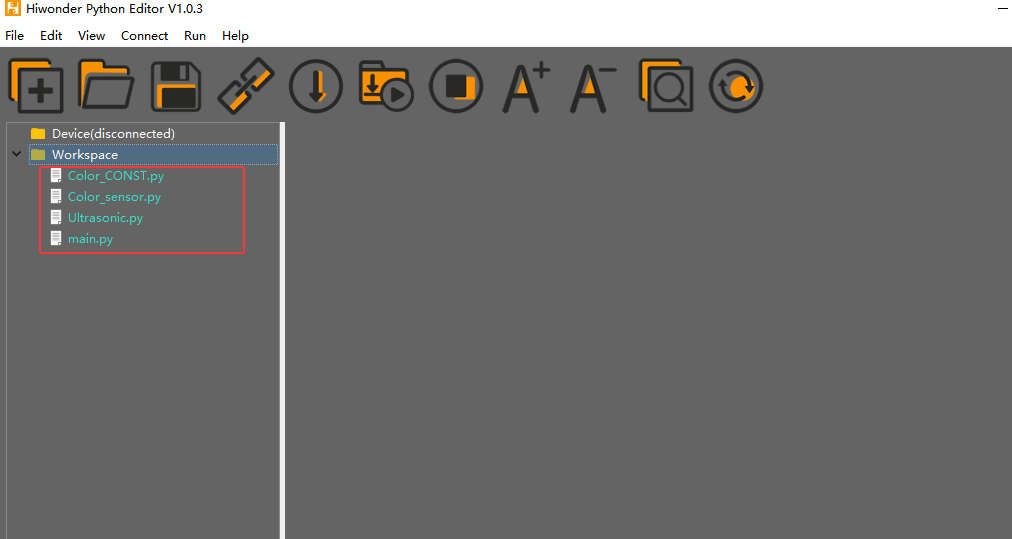 Hiwonder Python Editor V1.0.3
File Edit View Connect Run Help
Device(disconnected)
Workspace
Color_CONST.py
Color_sensor.py
Ultrasonic.py
main.py